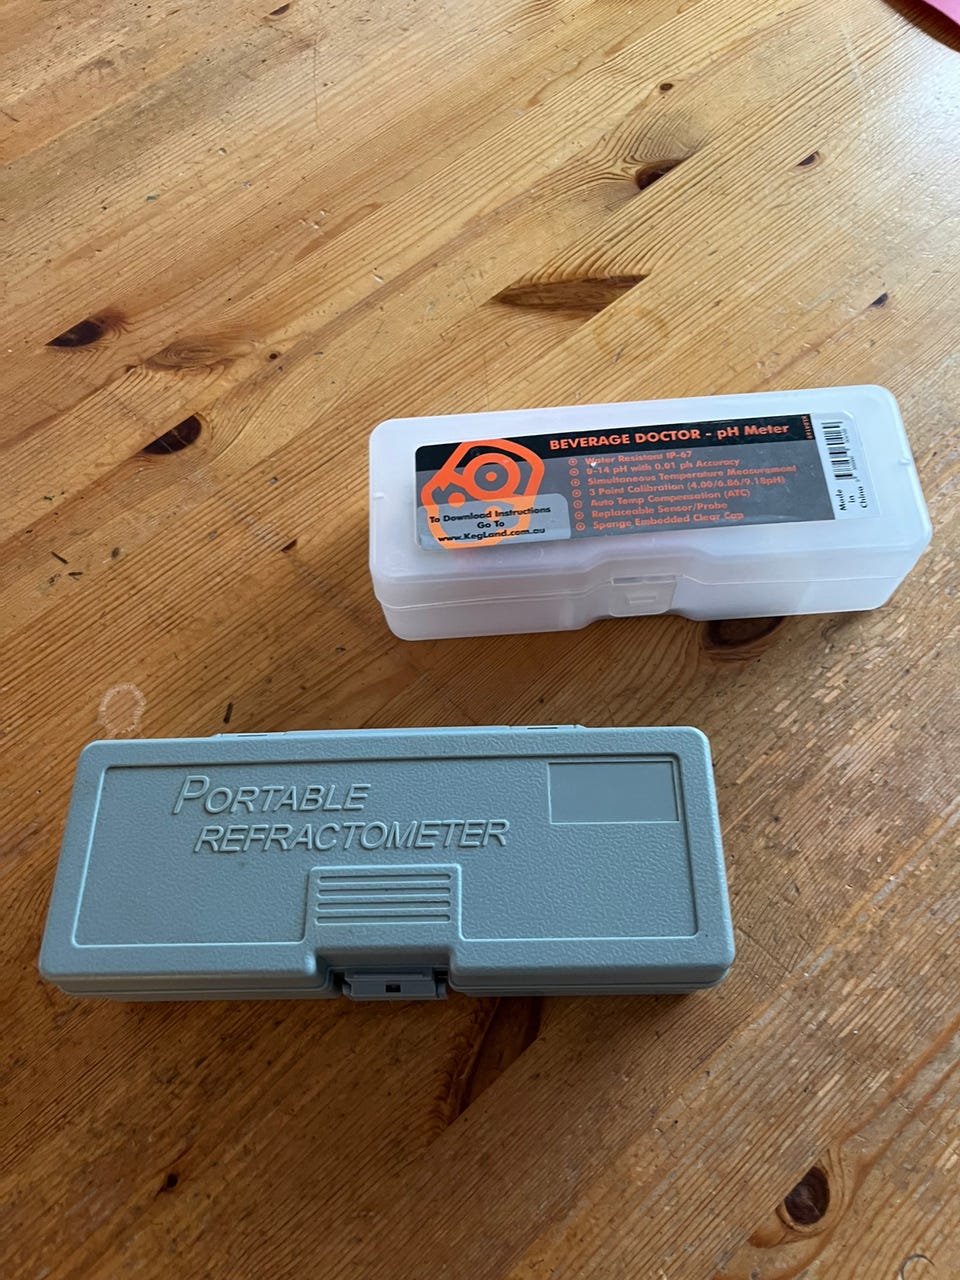 BEVERAGE DOCTOR - pH Meter
Water Resistant IP-67
0-14 pH with 0.01 ph Accuracy
Simultaneous Temperature Measurement
3 Point Calibration (4.00/6.86/9.18pH)
Auto Temp Compensation (ATC)
Replaceable Sensor/Probe
Sponge Embedded Clear Cap
To Download Instructions
Go To
www.KegLand.com.au
Made
in
China
PORTABLE
REFRACTOMETER